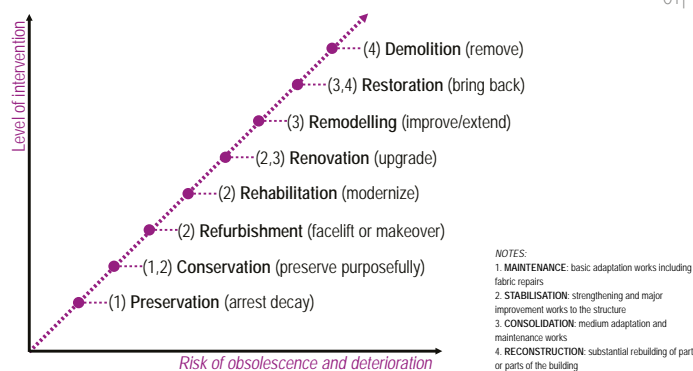 Level of intervention
(4) Demolition (remove)
(3,4) Restoration (bring back)
(3) Remodelling (improve/extend)
(2,3) Renovation (upgrade)
(2) Rehabilitation (modernize)
(2) Refurbishment (facelift or makeover)
(1,2) Conservation (preserve purposefully)
(1) Preservation (arrest decay)
Risk of obsolescence and deterioration
NOTES:
1. MAINTENANCE: basic adaptation works including
fabric repairs
2. STABILISATION: strengthening and major
improvement works to the structure
3. CONSOLIDATION: medium adaptation and
maintenance works
4. RECONSTRUCTION: substantial rebuilding of part
or parts of the building